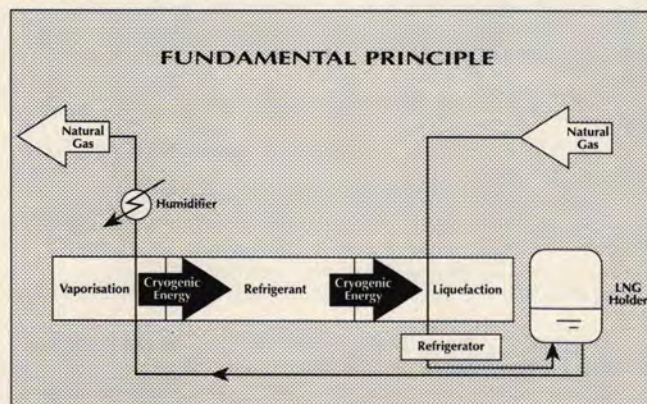 FUNDAMENTAL PRINCIPLE
Natural
Gas
Natural
Gas
Humidifier
Vaporisation
Cryogenic
Energy
Refrigerant
Cryogenic
Energy
Liquefaction
LNG
Holder
Refrigerator